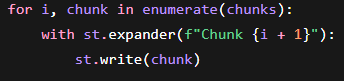 for i, chunk in enumerate(chunks):
    with st.expander(f"Chunk {i + 1}"):
        st.write(chunk)